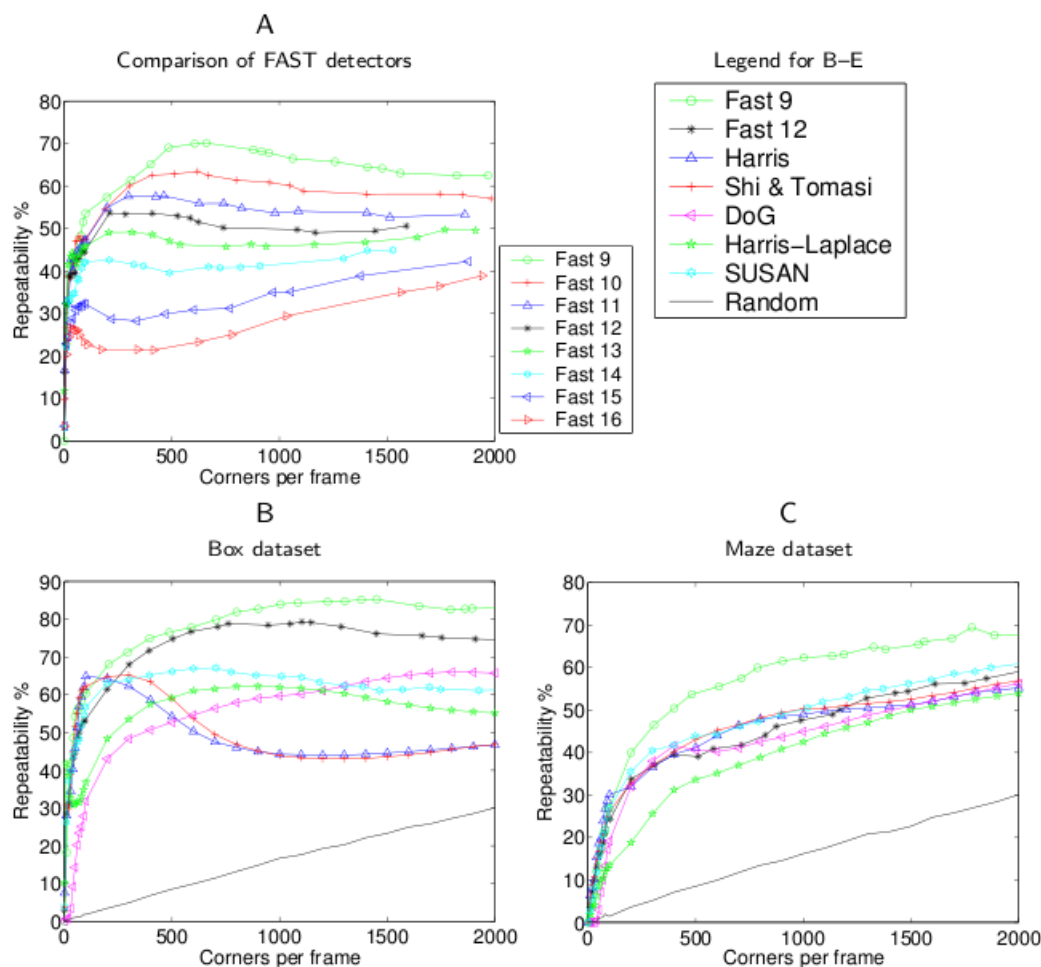 A
Comparison of FAST detectors
80
70
60
50
40
30
20
10
0
Repeatability %
0 500 1000 1500 2000
Corners per frame
Fast 9
Fast 10
Fast 11
Fast 12
Fast 13
Fast 14
Fast 15
Fast 16
Legend for B–E
Fast 9
Fast 12
Harris
Shi & Tomasi
DoG
Harris−Laplace
SUSAN
Random
B
Box dataset
90
80
70
60
50
40
30
20
10
0
Repeatability %
0 500 1000 1500 2000
Corners per frame
C
Maze dataset
80
70
60
50
40
30
20
10
0
Repeatability %
0 500 1000 1500 2000
Corners per frame